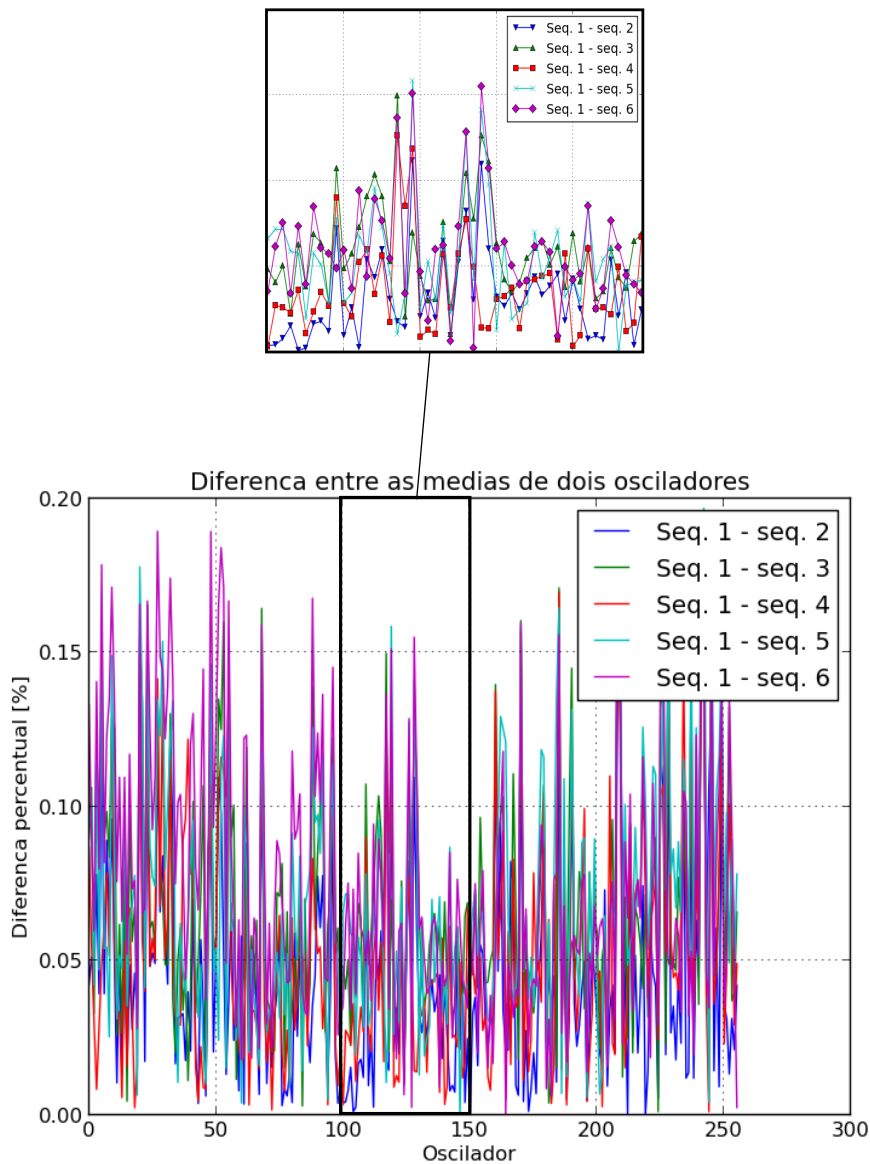 Seq. 1 - seq. 2
Seq. 1 - seq. 3
Seq. 1 - seq. 4
Seq. 1 - seq. 5
Seq. 1 - seq. 6
Diferenca entre as medias de dois osciladores
0.20
0.15
0.10
0.05
0.00
Diferenca percentual [%]
Seq. 1 - seq. 2
Seq. 1 - seq. 3
Seq. 1 - seq. 4
Seq. 1 - seq. 5
Seq. 1 - seq. 6
0 50 100 150 200 250 300
Oscilador